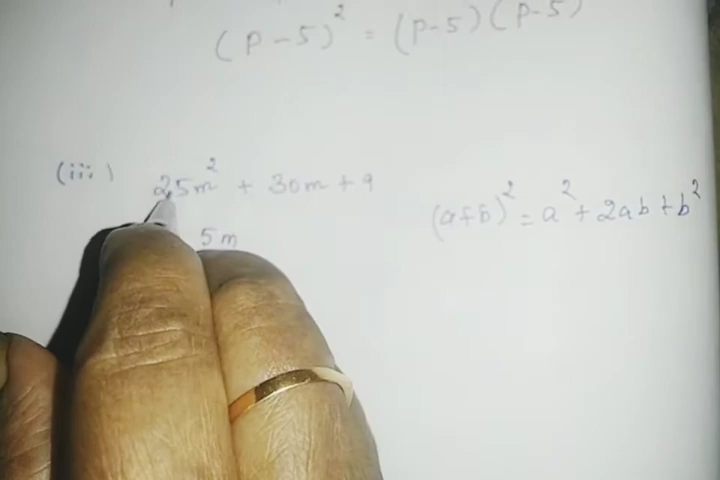 (p-5)² = (p-5)(p-5)
(iii) 25m² + 30m + 9
(a+b)² = a² + 2ab + b²
5m